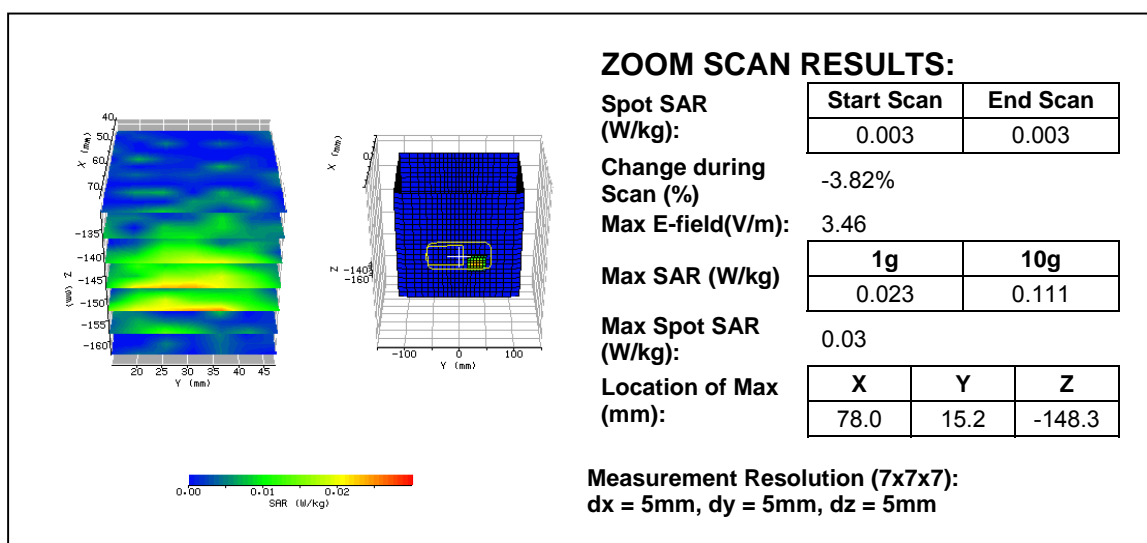 ZOOM SCAN RESULTS:
Spot SAR
(W/kg):
Start Scan End Scan
0.003 0.003
Change during
Scan (%)
-3.82%
Max E-field(V/m): 3.46
Max SAR (W/kg)
1g 10g
0.023 0.111
Max Spot SAR
(W/kg):
0.03
Location of Max
(mm):
X Y Z
78.0 15.2 -148.3
Measurement Resolution (7x7x7):
dx = 5mm, dy = 5mm, dz = 5mm
40
50
60
70
X (mm)
-135
-140
-145
-150
-155
-160
Z (mm)
20 25 30 35 40 45
Y (mm)
X (mm)
0
Z
-140
-160
-100 0 100
Y (mm)
0.00 0.01 0.02
SAR (W/kg)